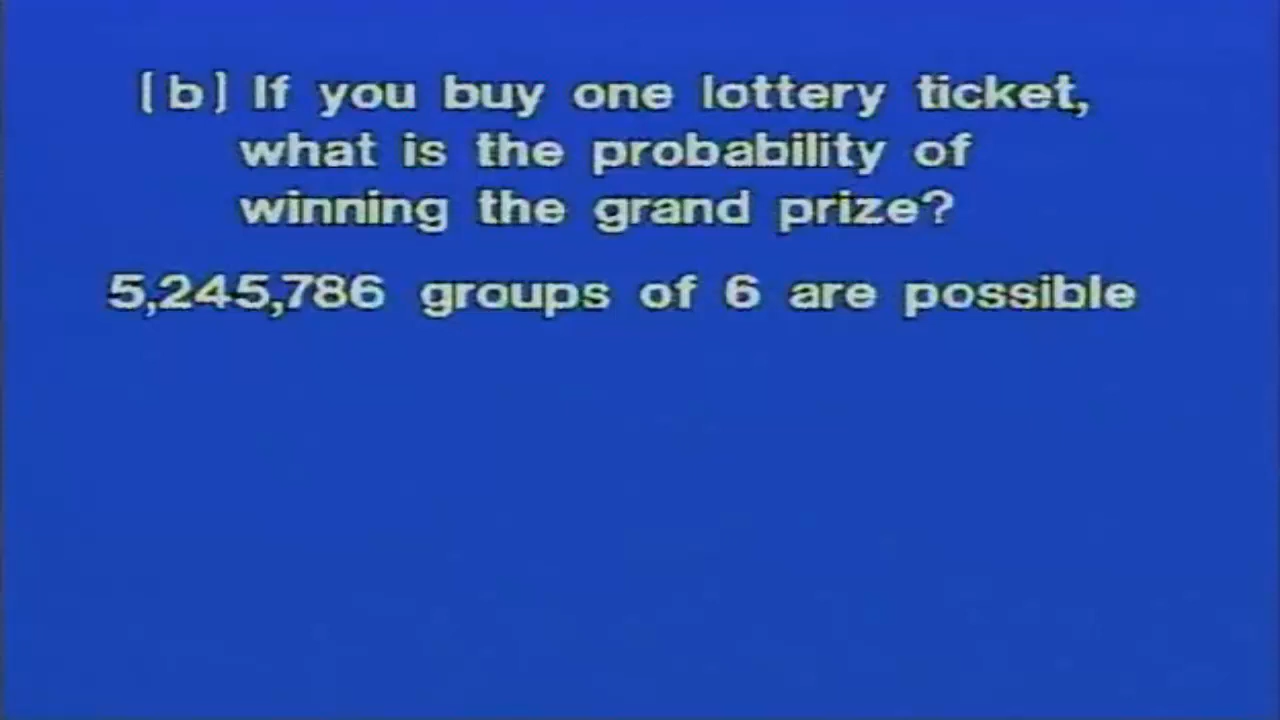 (b) If you buy one lottery ticket,
what is the probability of
winning the grand prize?
5,245,786 groups of 6 are possible